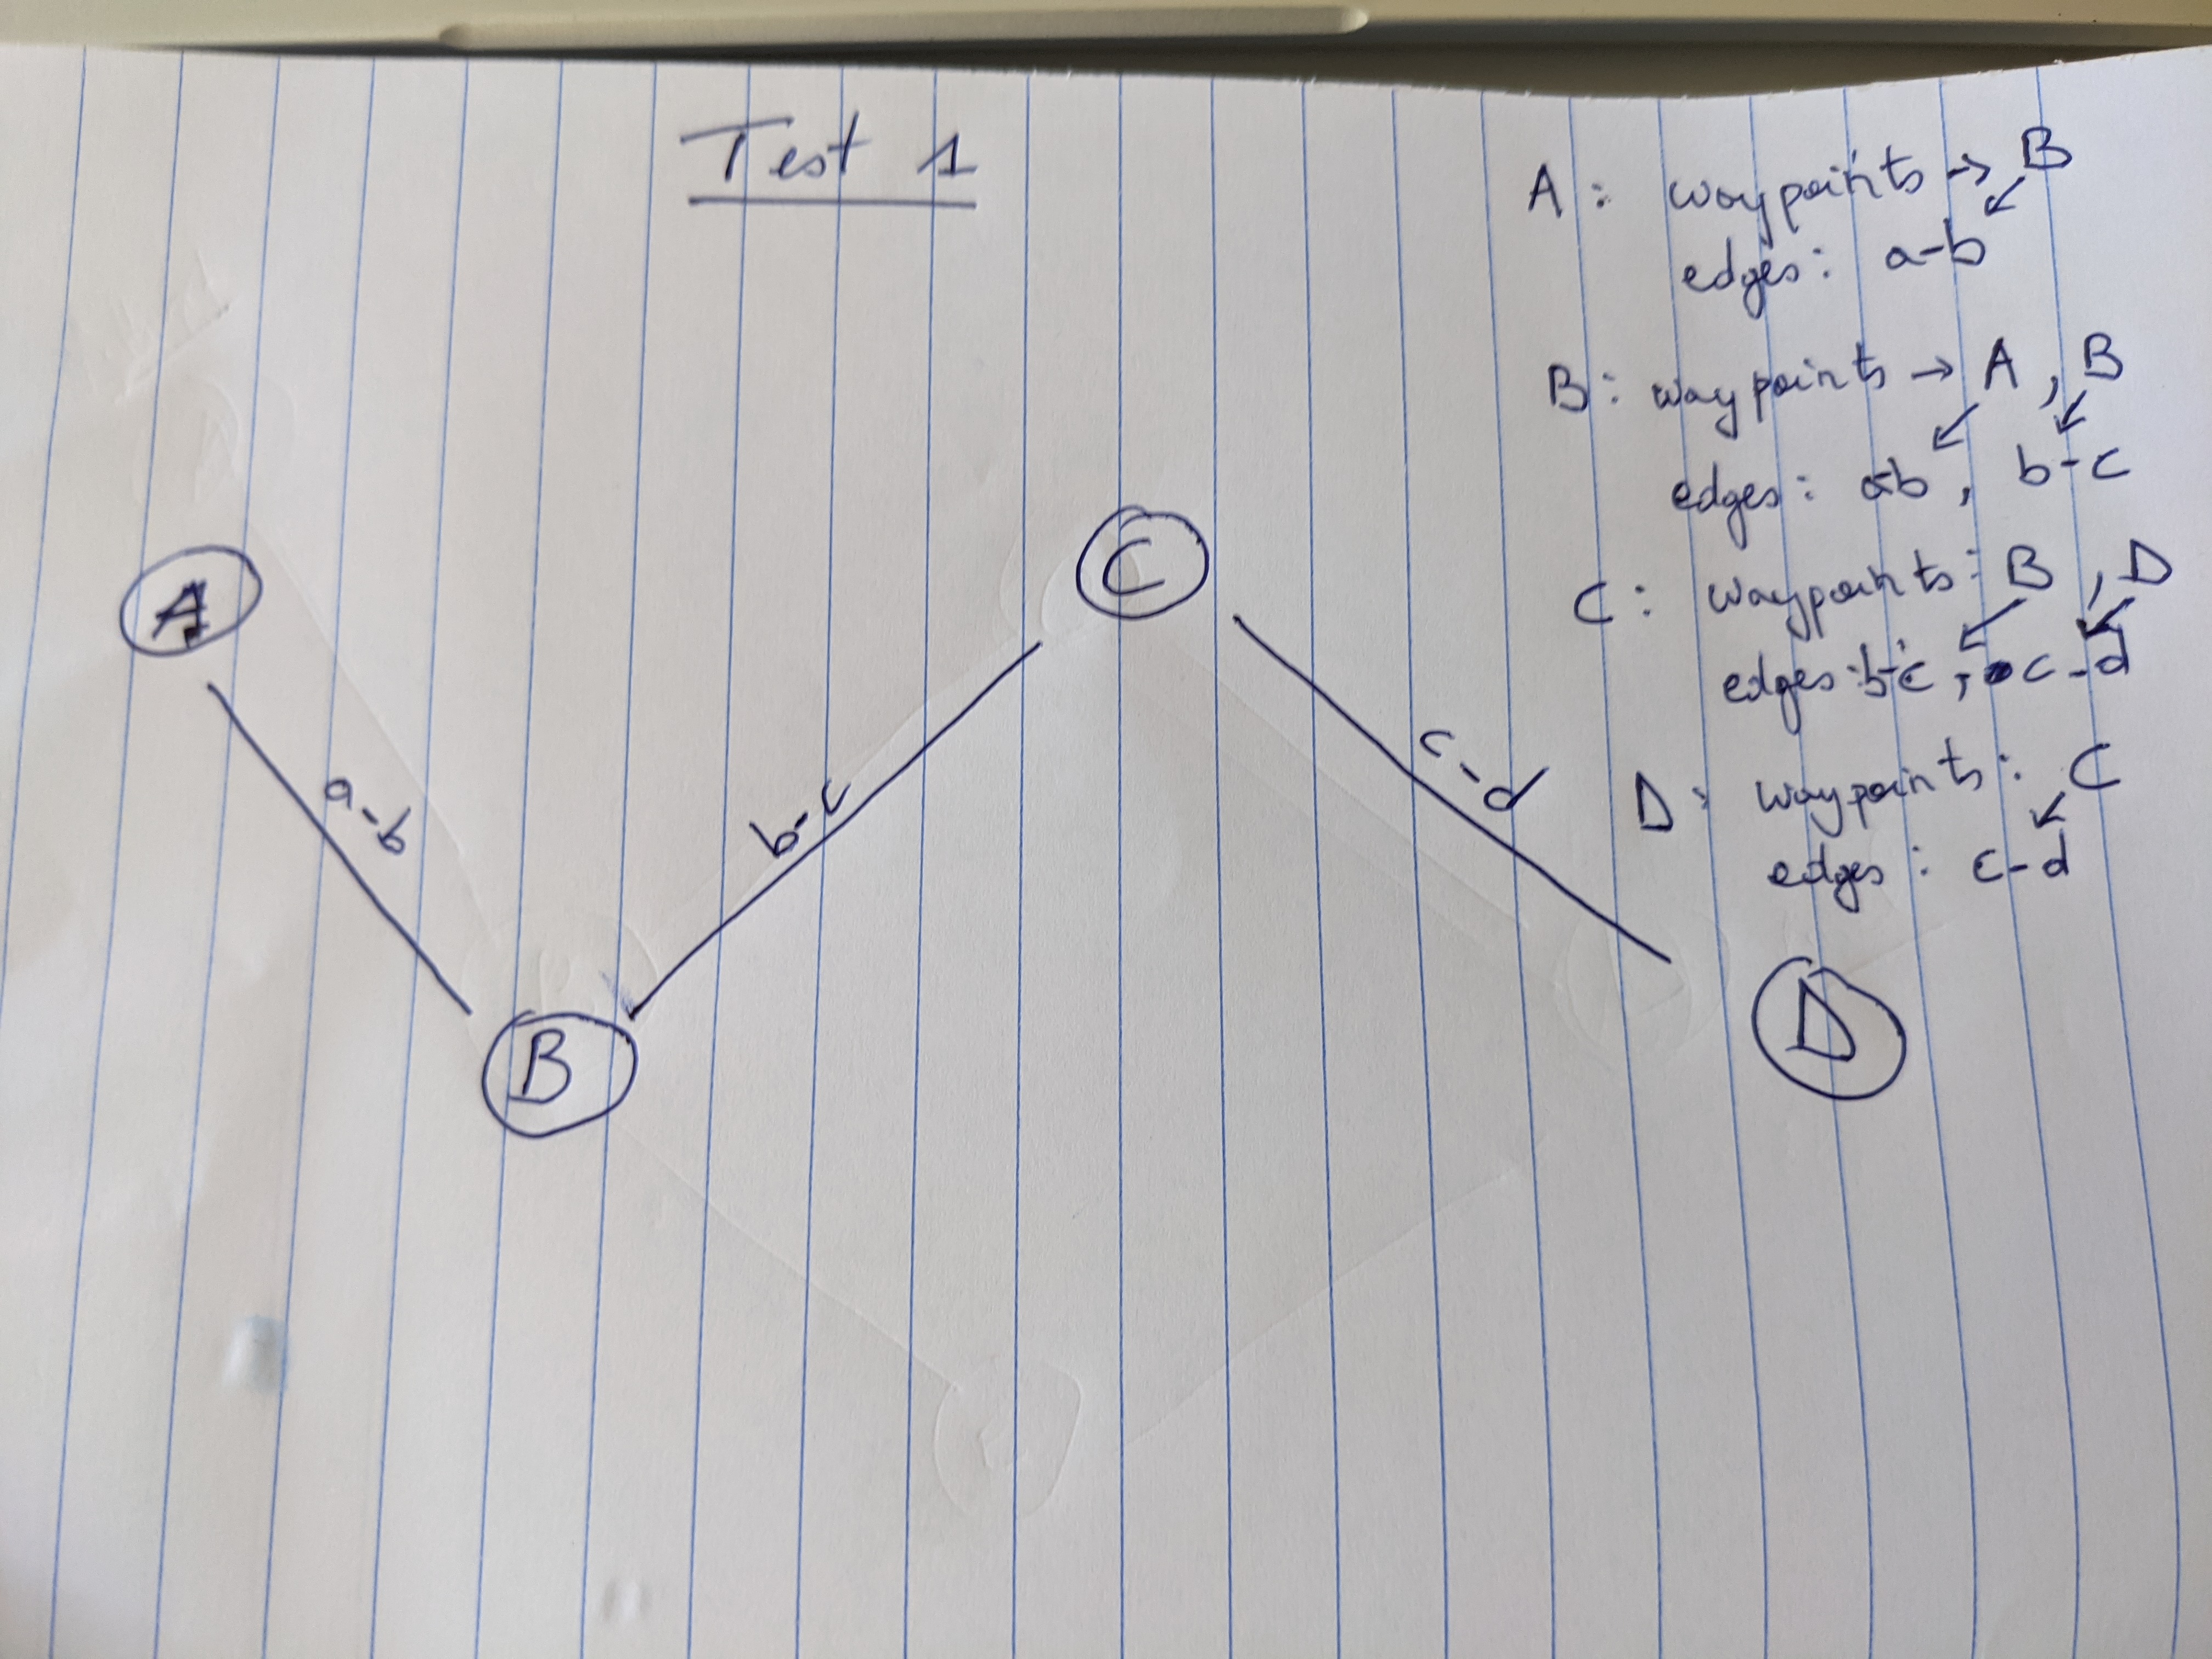 Test 1
A: waypoints → B
edges: a-b
B: waypoints → A, B
edges: a-b, b-c
C: waypoints: B, D
edges: b-c, c-d
D: waypoints: C
edges: c-d
A
C
a-b
b-c
c-d
B
D